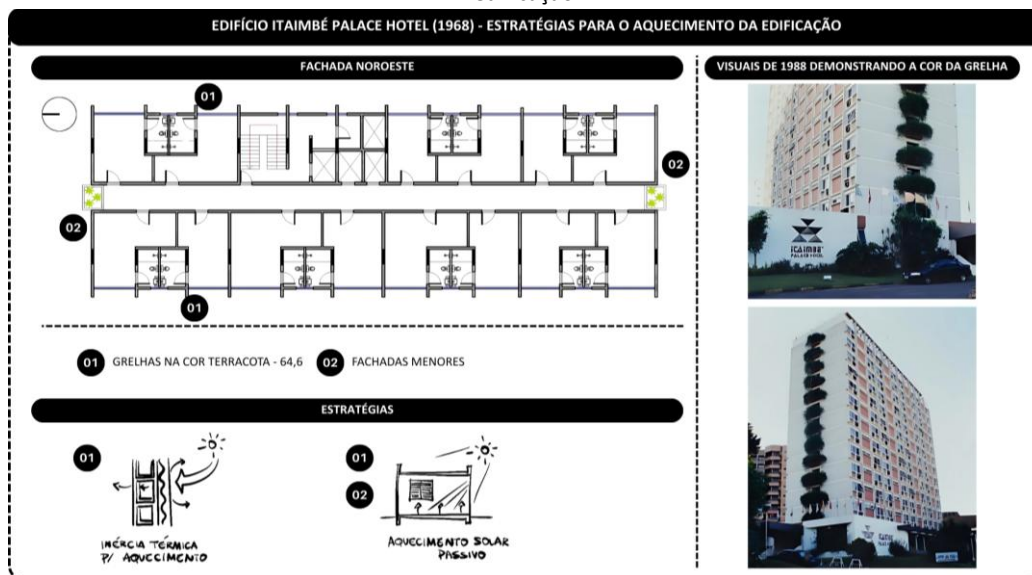 EDIFÍCIO ITAIMBÉ PALACE HOTEL (1968) - ESTRATÉGIAS PARA O AQUECIMENTO DA EDIFICAÇÃO
FACHADA NOROESTE
01
02
02
01
01 GRELHAS NA COR TERRACOTA - 64,6
02 FACHADAS MENORES
ESTRATÉGIAS
01
INÉRCIA TÉRMICA
P/ AQUECIMENTO
01
02
AQUECIMENTO SOLAR
PASSIVO
VISUAIS DE 1988 DEMONSTRANDO A COR DA GRELHA
ITAIMBÉ
PALACE HOTEL